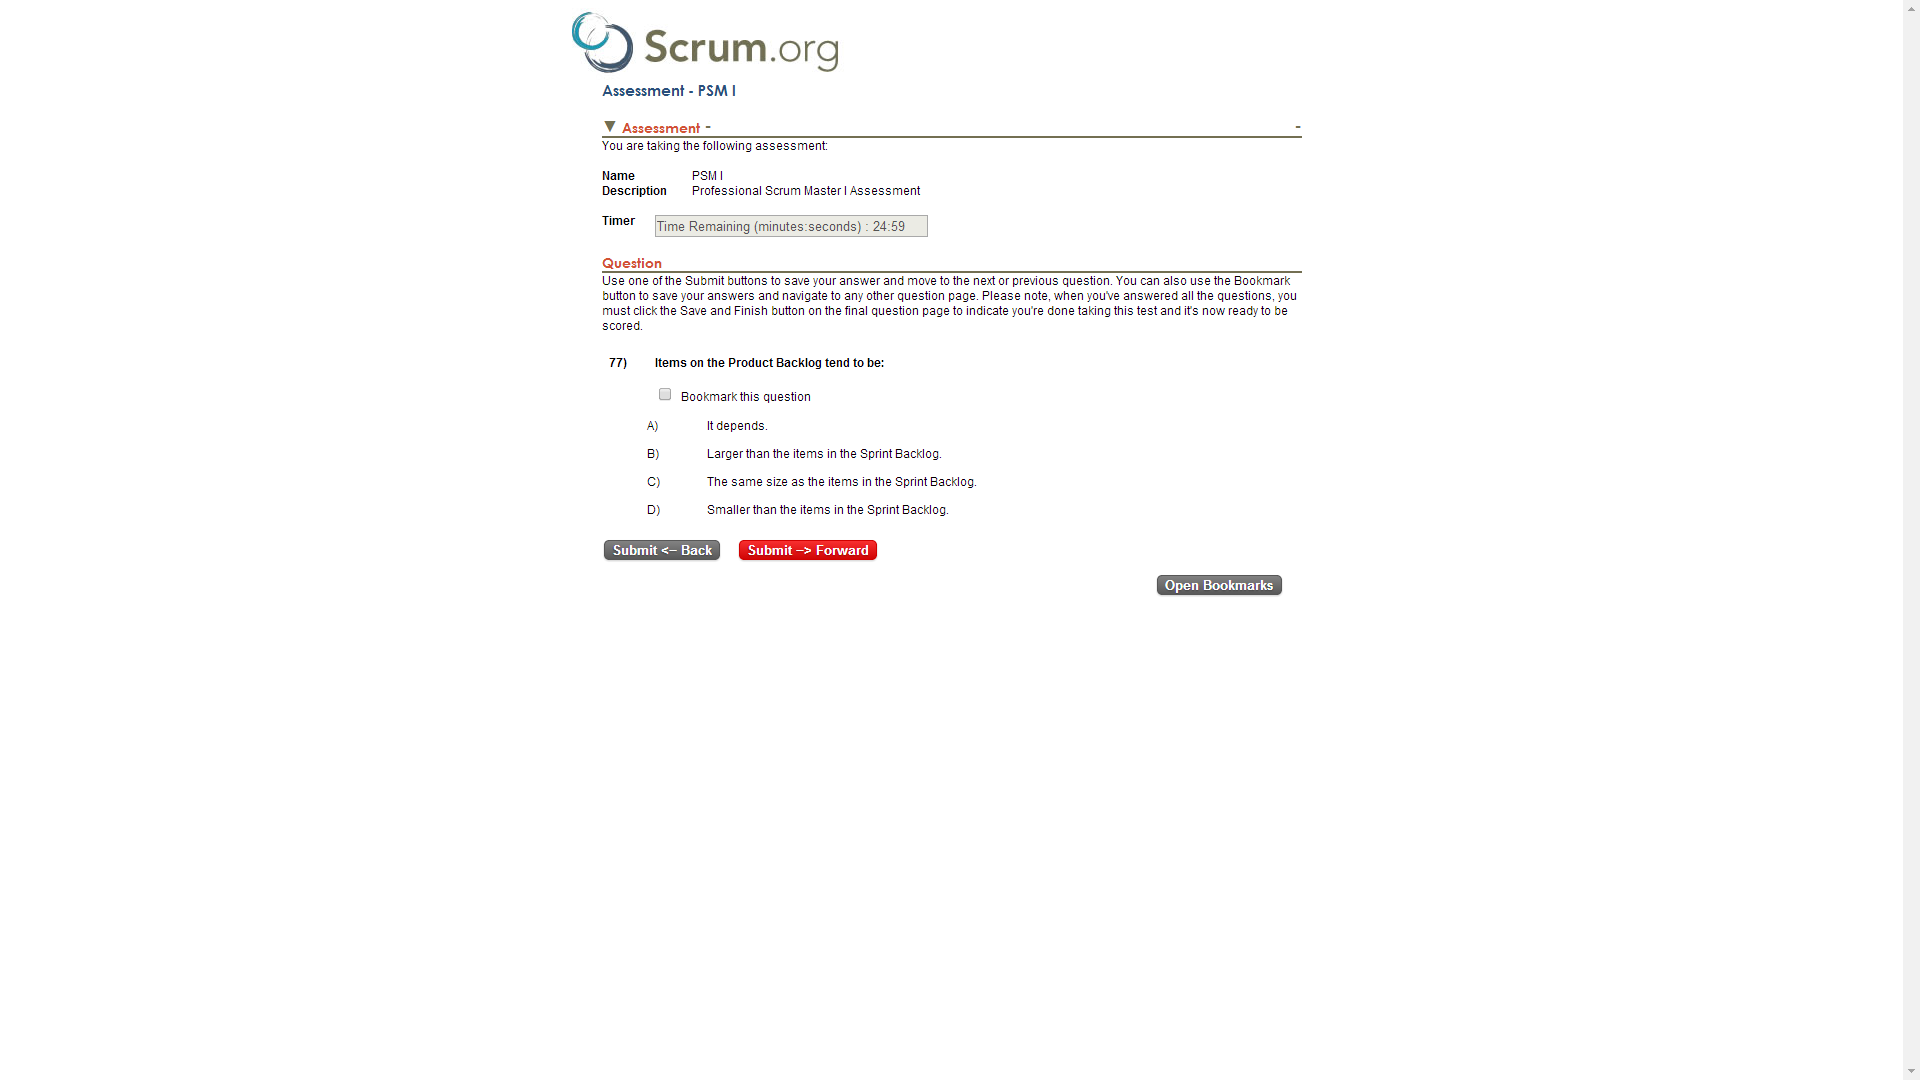 Scrum.org
Assessment - PSM I
▼ Assessment - -
You are taking the following assessment:
Name PSM I
Description Professional Scrum Master I Assessment
Timer Time Remaining (minutes:seconds) : 24:59
Question
Use one of the Submit buttons to save your answer and move to the next or previous question. You can also use the Bookmark
button to save your answers and navigate to any other question page. Please note, when you've answered all the questions, you
must click the Save and Finish button on the final question page to indicate you're done taking this test and it's now ready to be
scored.
77) Items on the Product Backlog tend to be:
Bookmark this question
A) It depends.
B) Larger than the items in the Sprint Backlog.
C) The same size as the items in the Sprint Backlog.
D) Smaller than the items in the Sprint Backlog.
Submit <-- Back Submit --> Forward
Open Bookmarks